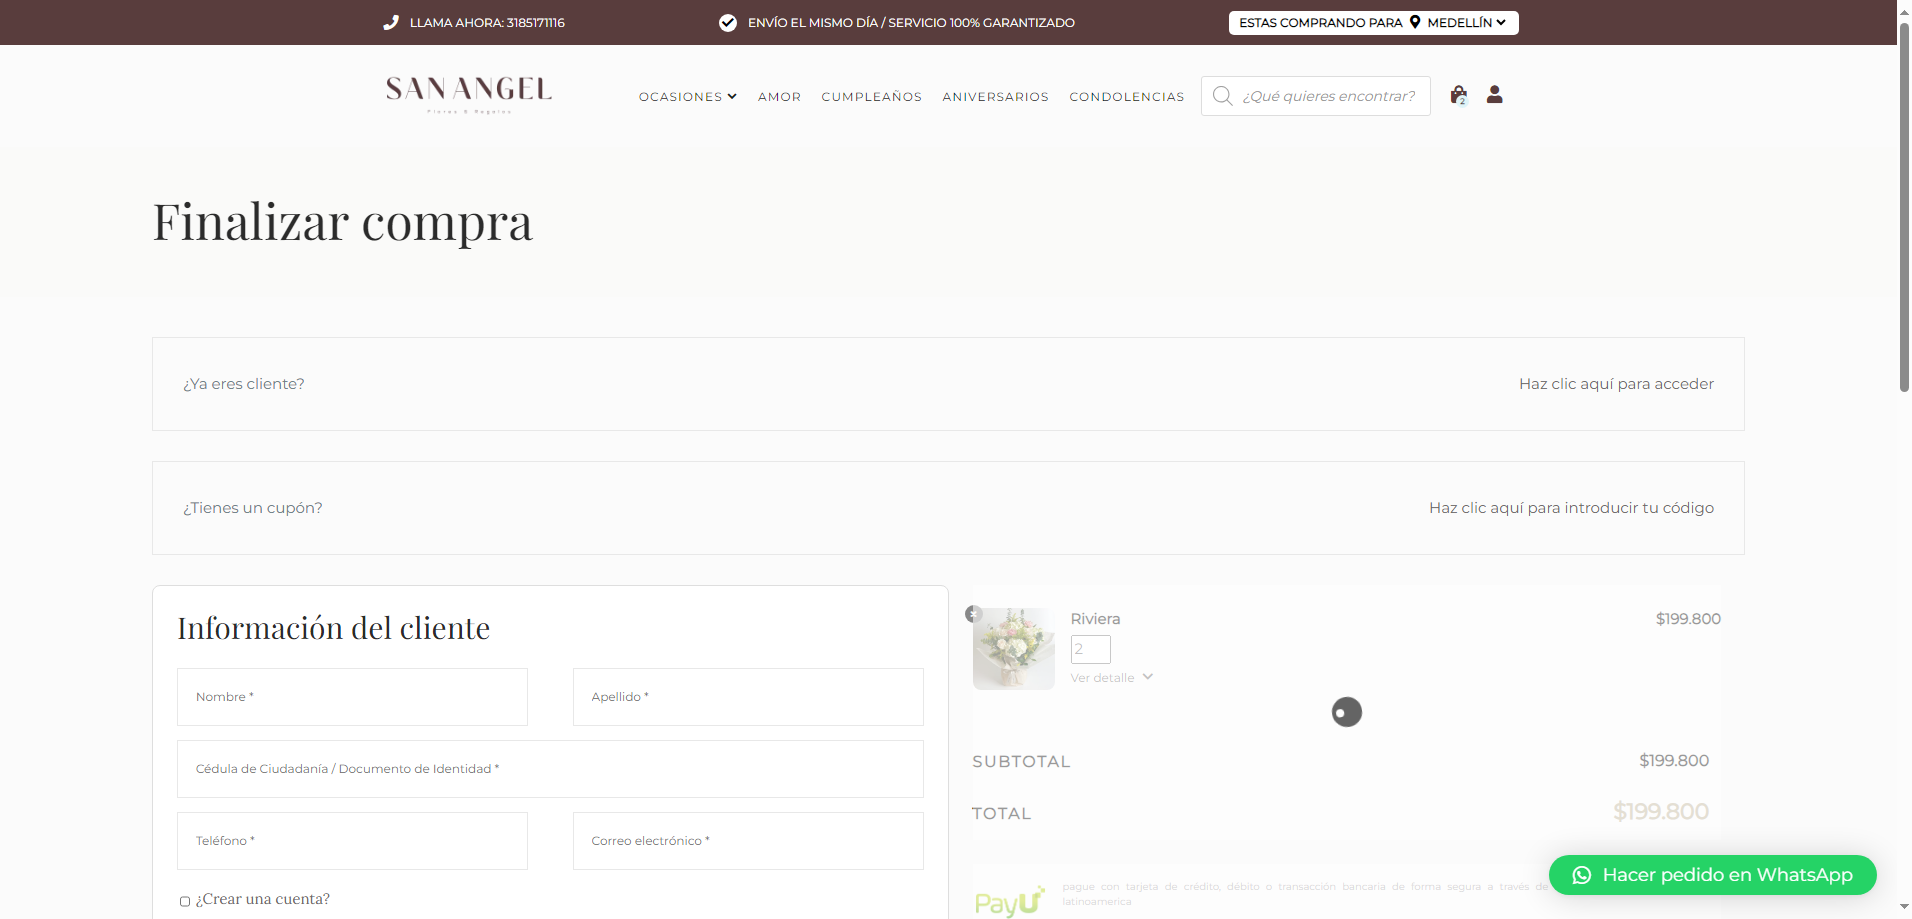 LLAMA AHORA: 3185171116
ENVÍO EL MISMO DÍA / SERVICIO 100% GARANTIZADO
ESTAS COMPRANDO PARA MEDELLÍN
SAN ANGEL
Flores & Regalos
OCASIONES
AMOR
CUMPLEAÑOS
ANIVERSARIOS
CONDOLENCIAS
¿Qué quieres encontrar?
2
Finalizar compra
¿Ya eres cliente?
Haz clic aquí para acceder
¿Tienes un cupón?
Haz clic aquí para introducir tu código
Información del cliente
Nombre *
Apellido *
Cédula de Ciudadanía / Documento de Identidad *
Teléfono *
Correo electrónico *
¿Crear una cuenta?
Riviera
$199.800
2
Ver detalle
SUBTOTAL
$199.800
TOTAL
$199.800
PayU
pague con tarjeta de crédito, débito o transacción bancaria de forma segura a través de
latinoamerica
Hacer pedido en WhatsApp